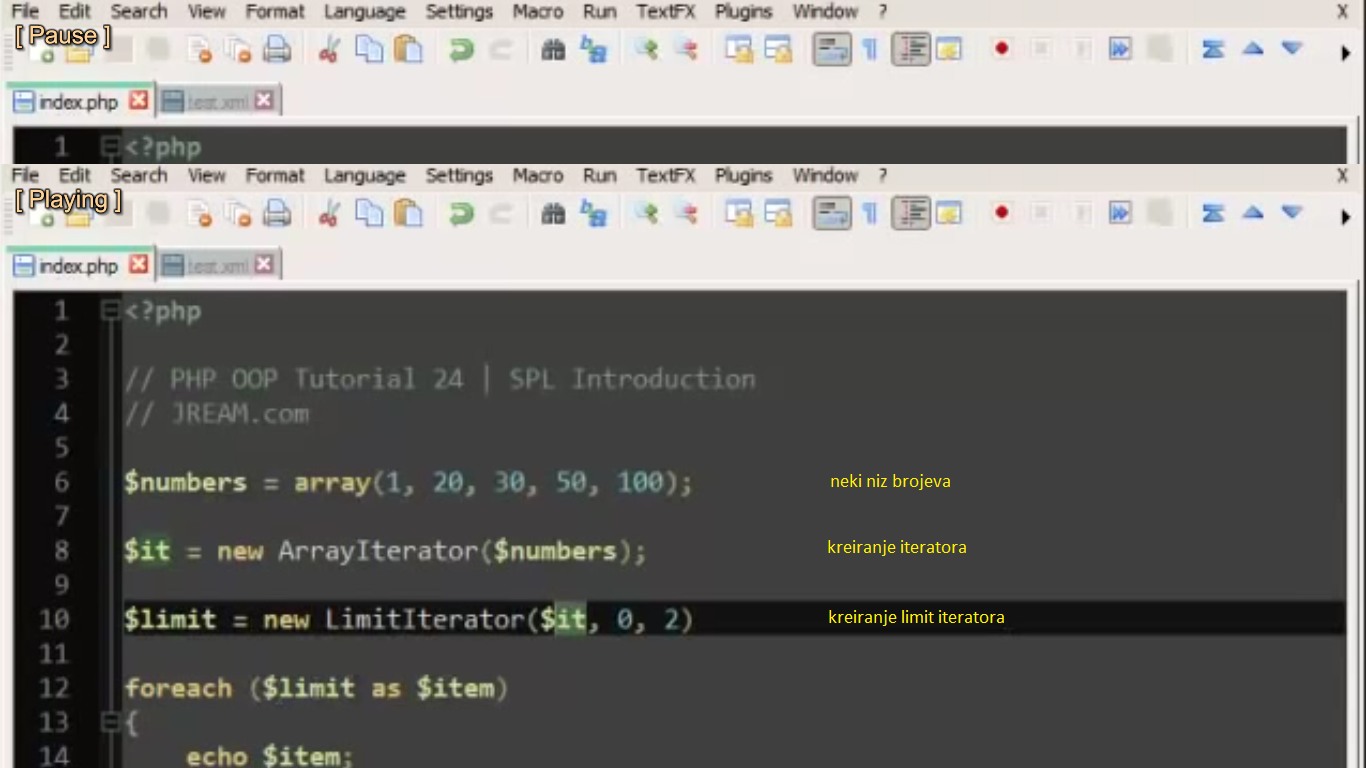 File Edit Search View Format Language Settings Macro Run TextFX Plugins Window ? X
[ Pause ]
index.php test.xml
1 <?php
File Edit Search View Format Language Settings Macro Run TextFX Plugins Window ? X
[ Playing ]
index.php test.xml
1 <?php
2
3 // PHP OOP Tutorial 24 | SPL Introduction
4 // JREAM.com
5
6 $numbers = array(1, 20, 30, 50, 100); neki niz brojeva
7
8 $it = new ArrayIterator($numbers); kreiranje iteratora
9
10 $limit = new LimitIterator($it, 0, 2) kreiranje limit iteratora
11
12 foreach ($limit as $item)
13 {
14 echo $item;